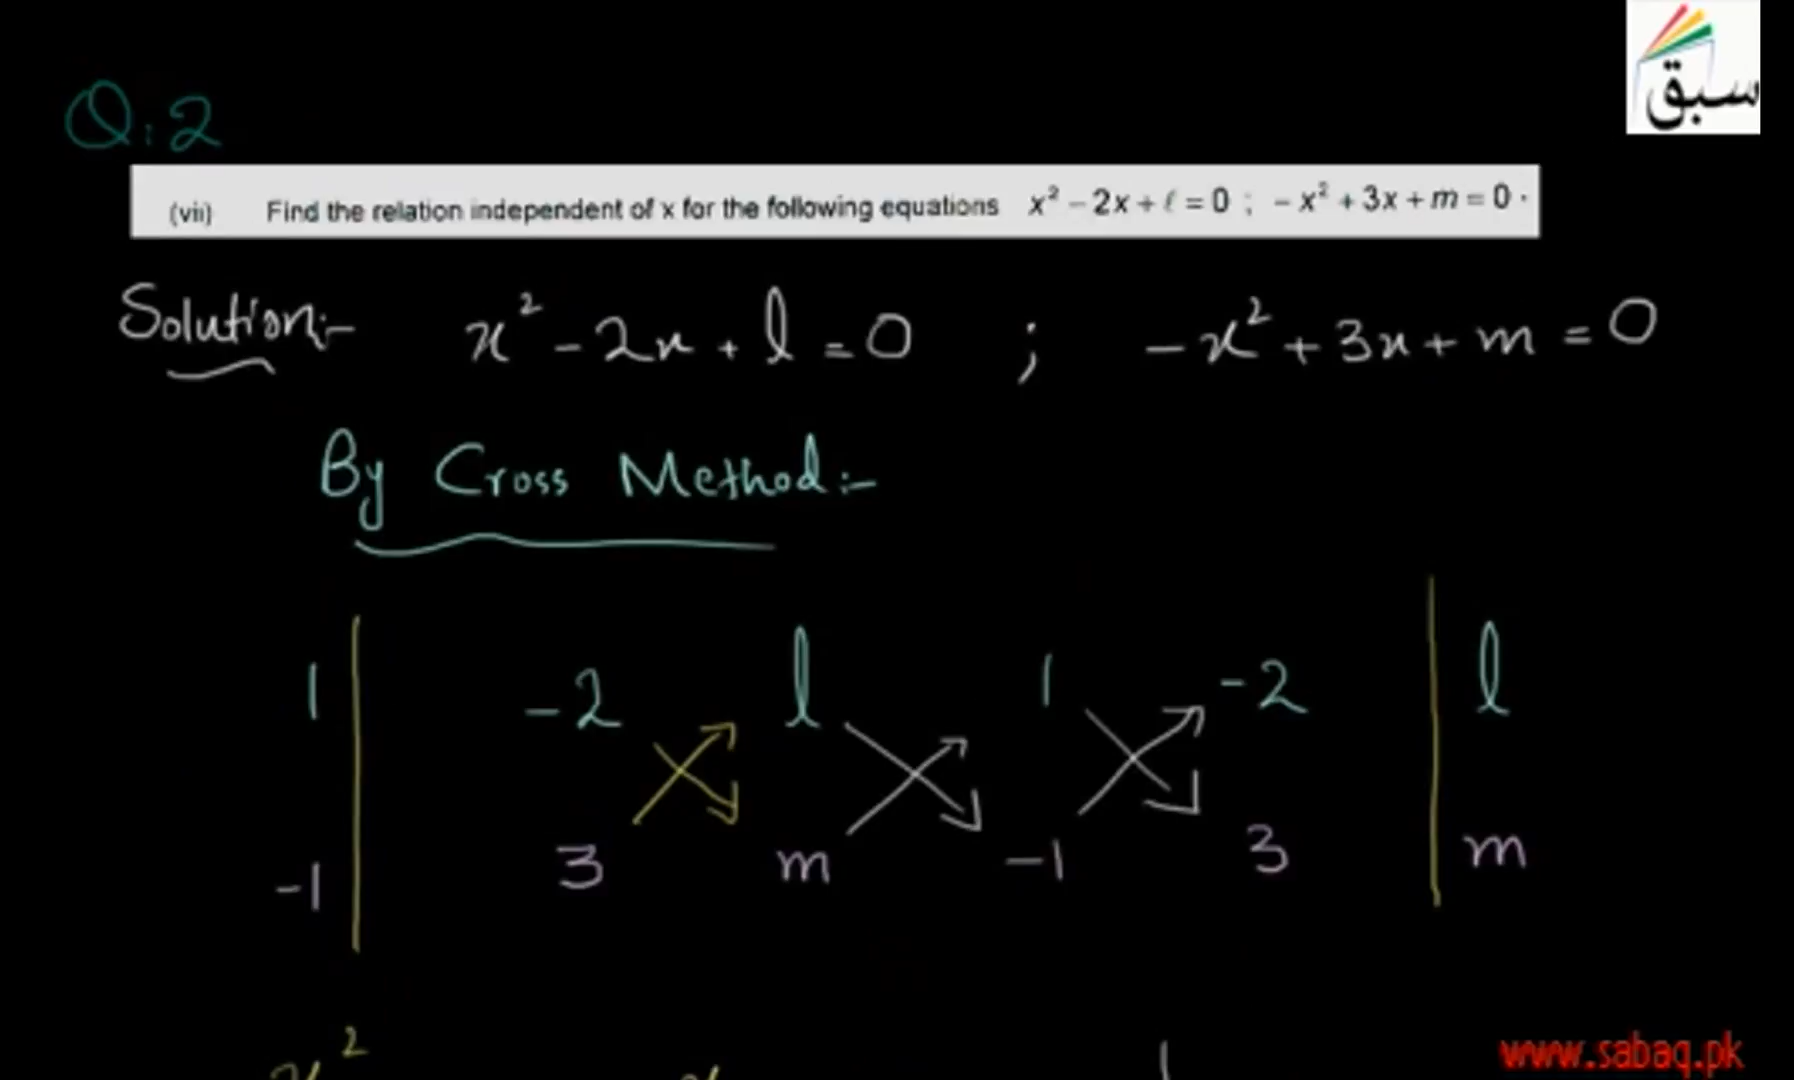 سبق
Q:2
(vii) Find the relation independent of x for the following equations x² - 2x + ℓ = 0 ; - x² + 3x + m = 0 ·
Solution:- x² - 2x + l = 0 ; -x² + 3x + m = 0
By Cross Method:-
1 -2 l 1 -2 l
-1 3 m -1 3 m
www.sabaq.pk